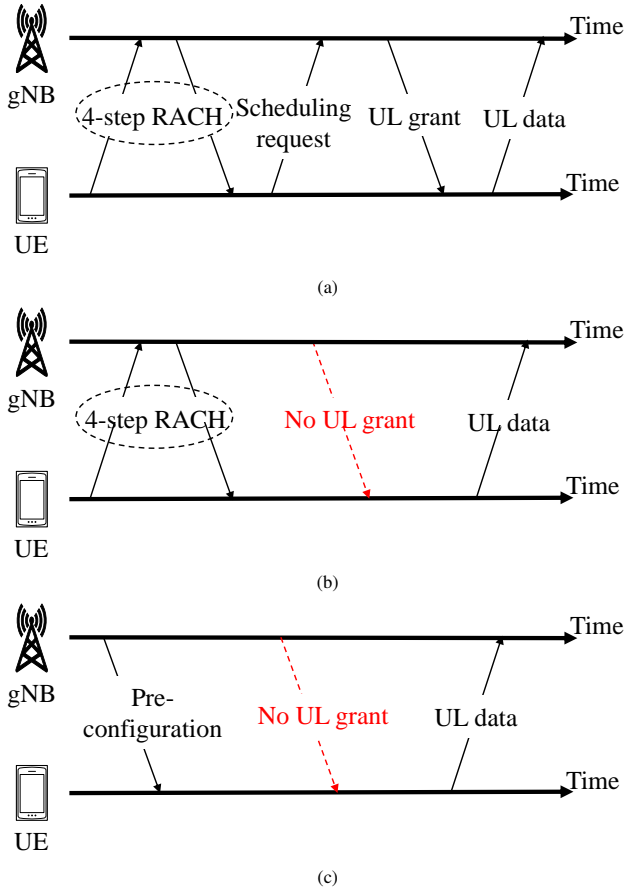 Time
gNB
4-step RACH
Scheduling
request
UL grant
UL data
Time
UE
(a)
Time
gNB
4-step RACH
No UL grant
UL data
Time
UE
(b)
Time
gNB
Pre-
configuration
No UL grant
UL data
Time
UE
(c)